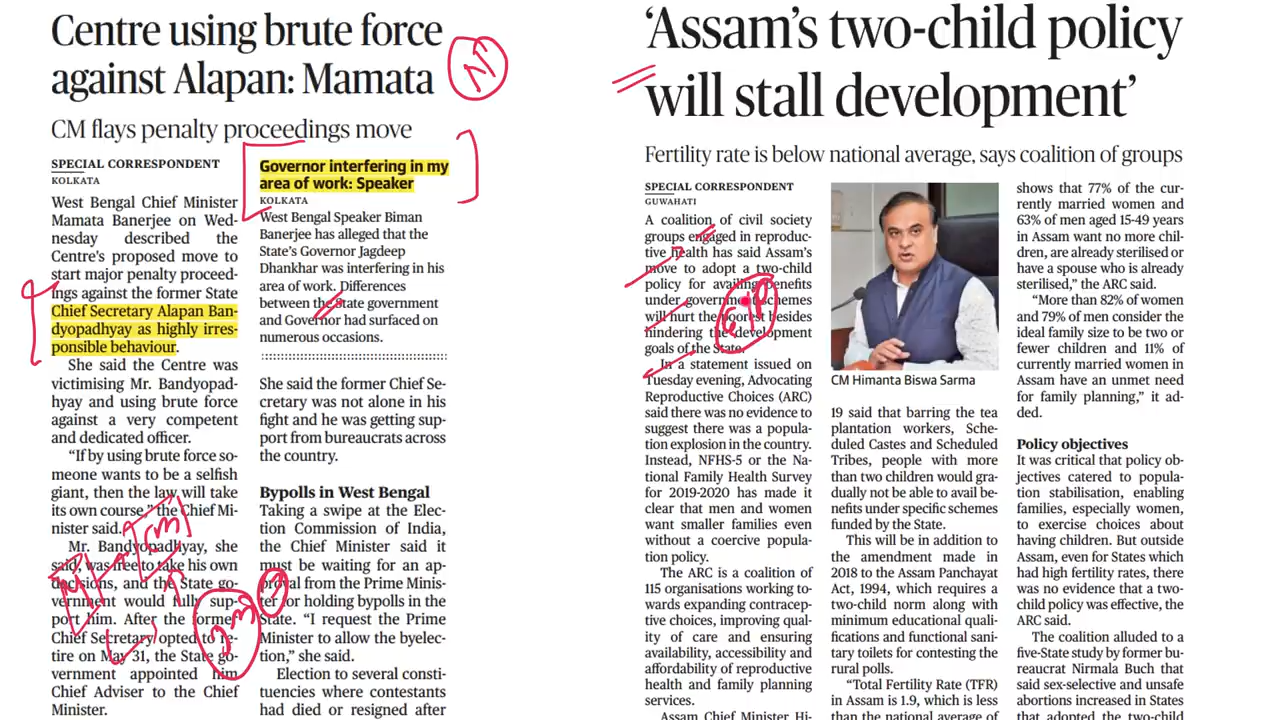 Centre using brute force
against Alapan: Mamata
CM flays penalty proceedings move
SPECIAL CORRESPONDENT
KOLKATA
West Bengal Chief Minister
Mamata Banerjee on Wed-
nesday described the
Centre's proposed move to
start major penalty proceed-
ings against the former State
Chief Secretary Alapan Ban-
dyopadhyay as highly irres-
ponsible behaviour.
She said the Centre was
victimising Mr. Bandyopad-
hyay and using brute force
against a very competent
and dedicated officer.
"If by using brute force so-
meone wants to be a selfish
giant, then the law will take
its own course," the Chief Mi-
nister said.
Mr. Bandyopadhyay, she
said, was free to take his own
decisions, and the State go-
vernment would fully sup-
port him. After the former
Chief Secretary opted to re-
tire on May 31, the State go-
vernment appointed him
Chief Adviser to the Chief
Minister.
Governor interfering in my
area of work: Speaker
KOLKATA
West Bengal Speaker Biman
Banerjee has alleged that the
State's Governor Jagdeep
Dhankhar was interfering in his
area of work. Differences
between the State government
and Governor had surfaced on
numerous occasions.
She said the former Chief Se-
cretary was not alone in his
fight and he was getting sup-
port from bureaucrats across
the country.
Bypolls in West Bengal
Taking a swipe at the Elec-
tion Commission of India,
the Chief Minister said it
must be waiting for an ap-
proval from the Prime Minis-
ter for holding bypolls in the
State. "I request the Prime
Minister to allow the byelec-
tion," she said.
Election to several consti-
tuencies where contestants
had died or resigned after
'Assam's two-child policy
will stall development'
Fertility rate is below national average, says coalition of groups
SPECIAL CORRESPONDENT
GUWAHATI
A coalition of civil society
groups engaged in reproduc-
tive health has said Assam's
move to adopt a two-child
policy for availing benefits
under government schemes
will hurt the poorest besides
hindering the development
goals of the State.
In a statement issued on
Tuesday evening, Advocating
Reproductive Choices (ARC)
said there was no evidence to
suggest there was a popula-
tion explosion in the country.
Instead, NFHS-5 or the Na-
tional Family Health Survey
for 2019-2020 has made it
clear that men and women
want smaller families even
without a coercive popula-
tion policy.
The ARC is a coalition of
115 organisations working to-
wards expanding contracep-
tive choices, improving quali-
ty of care and ensuring
availability, accessibility and
affordability of reproductive
health and family planning
services.
Assam Chief Minister Hi-
CM Himanta Biswa Sarma
19 said that barring the tea
plantation workers, Sche-
duled Castes and Scheduled
Tribes, people with more
than two children would gra-
dually not be able to avail be-
nefits under specific schemes
funded by the State.
This will be in addition to
the amendment made in
2018 to the Assam Panchayat
Act, 1994, which requires a
two-child norm along with
minimum educational quali-
fications and functional sani-
tary toilets for contesting the
rural polls.
"Total Fertility Rate (TFR)
in Assam is 1.9, which is less
than the national average of
shows that 77% of the cur-
rently married women and
63% of men aged 15-49 years
in Assam want no more chil-
dren, are already sterilised or
have a spouse who is already
sterilised," the ARC said.
"More than 82% of women
and 79% of men consider the
ideal family size to be two or
fewer children and 11% of
currently married women in
Assam have an unmet need
for family planning," it ad-
ded.
Policy objectives
It was critical that policy ob-
jectives catered to popula-
tion stabilisation, enabling
families, especially women,
to exercise choices about
having children. But outside
Assam, even for States which
had high fertility rates, there
was no evidence that a two-
child policy was effective, the
ARC said.
The coalition alluded to a
five-State study by former bu-
reaucrat Nirmala Buch that
said sex-selective and unsafe
abortions increased in States
that adopted the two-child